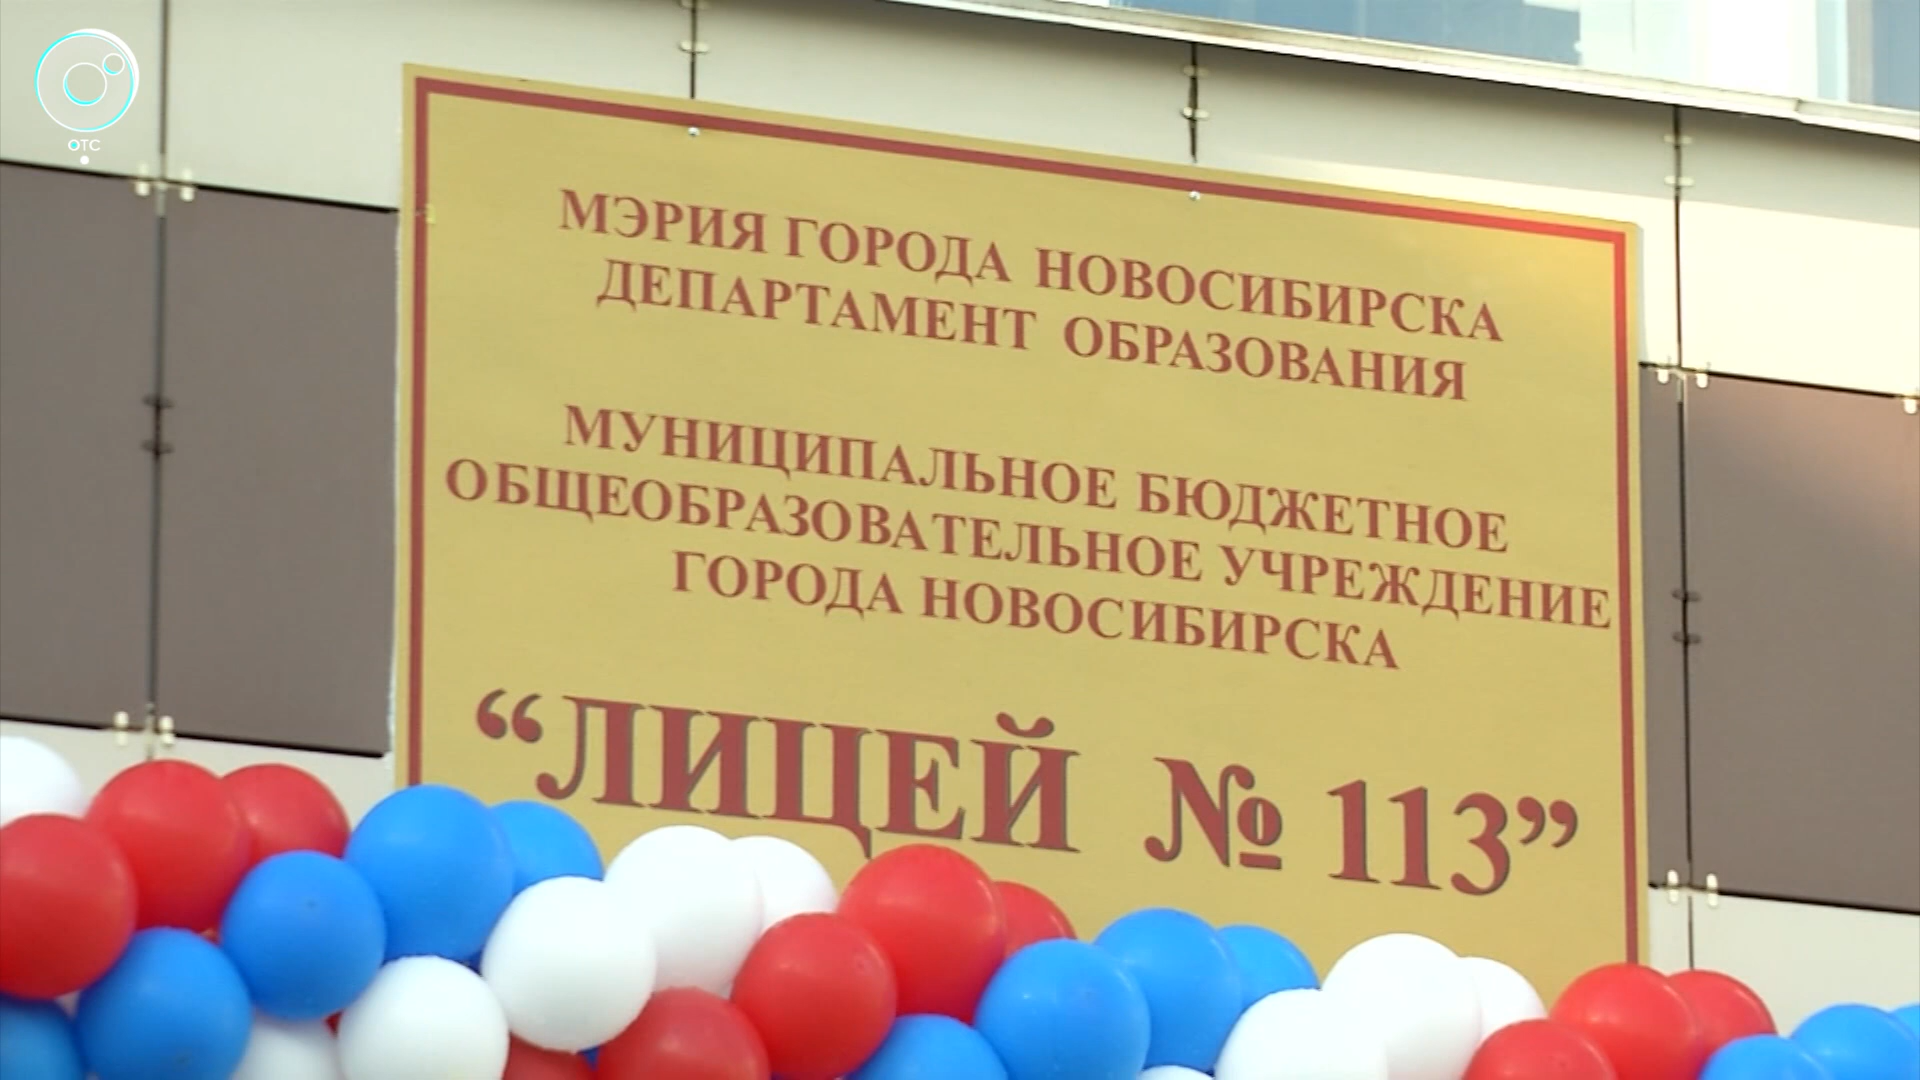 ОТС
МЭРИЯ ГОРОДА НОВОСИБИРСКА
ДЕПАРТАМЕНТ ОБРАЗОВАНИЯ
МУНИЦИПАЛЬНОЕ БЮДЖЕТНОЕ
ОБЩЕОБРАЗОВАТЕЛЬНОЕ УЧРЕЖДЕНИЕ
ГОРОДА НОВОСИБИРСКА
“ЛИЦЕЙ № 113”